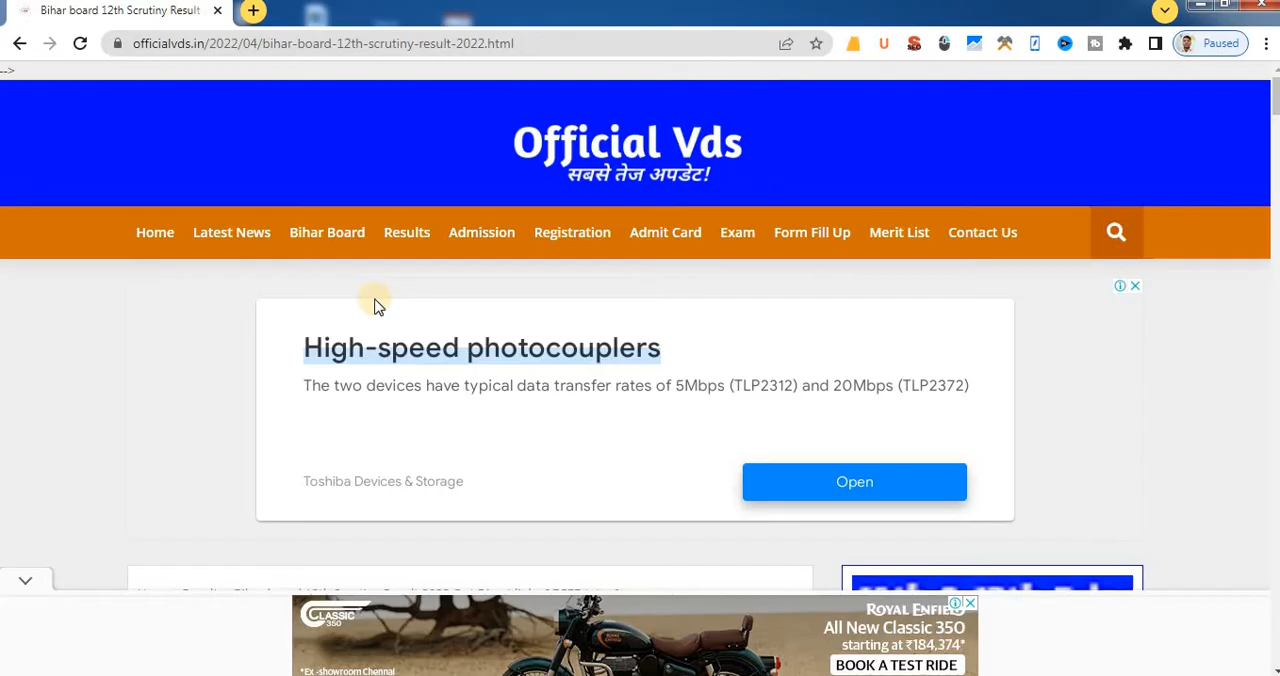 Bihar board 12th Scrutiny Result
officialvds.in/2022/04/bihar-board-12th-scrutiny-result-2022.html
Paused
-->
Official Vds
सबसे तेज अपडेट!
Home Latest News Bihar Board Results Admission Registration Admit Card Exam Form Fill Up Merit List Contact Us
High-speed photocouplers
The two devices have typical data transfer rates of 5Mbps (TLP2312) and 20Mbps (TLP2372)
Toshiba Devices & Storage
Open
CLASSIC
350
ROYAL ENFIELD
All New Classic 350
starting at ₹184,374*
BOOK A TEST RIDE
*Ex -showroom Chennai